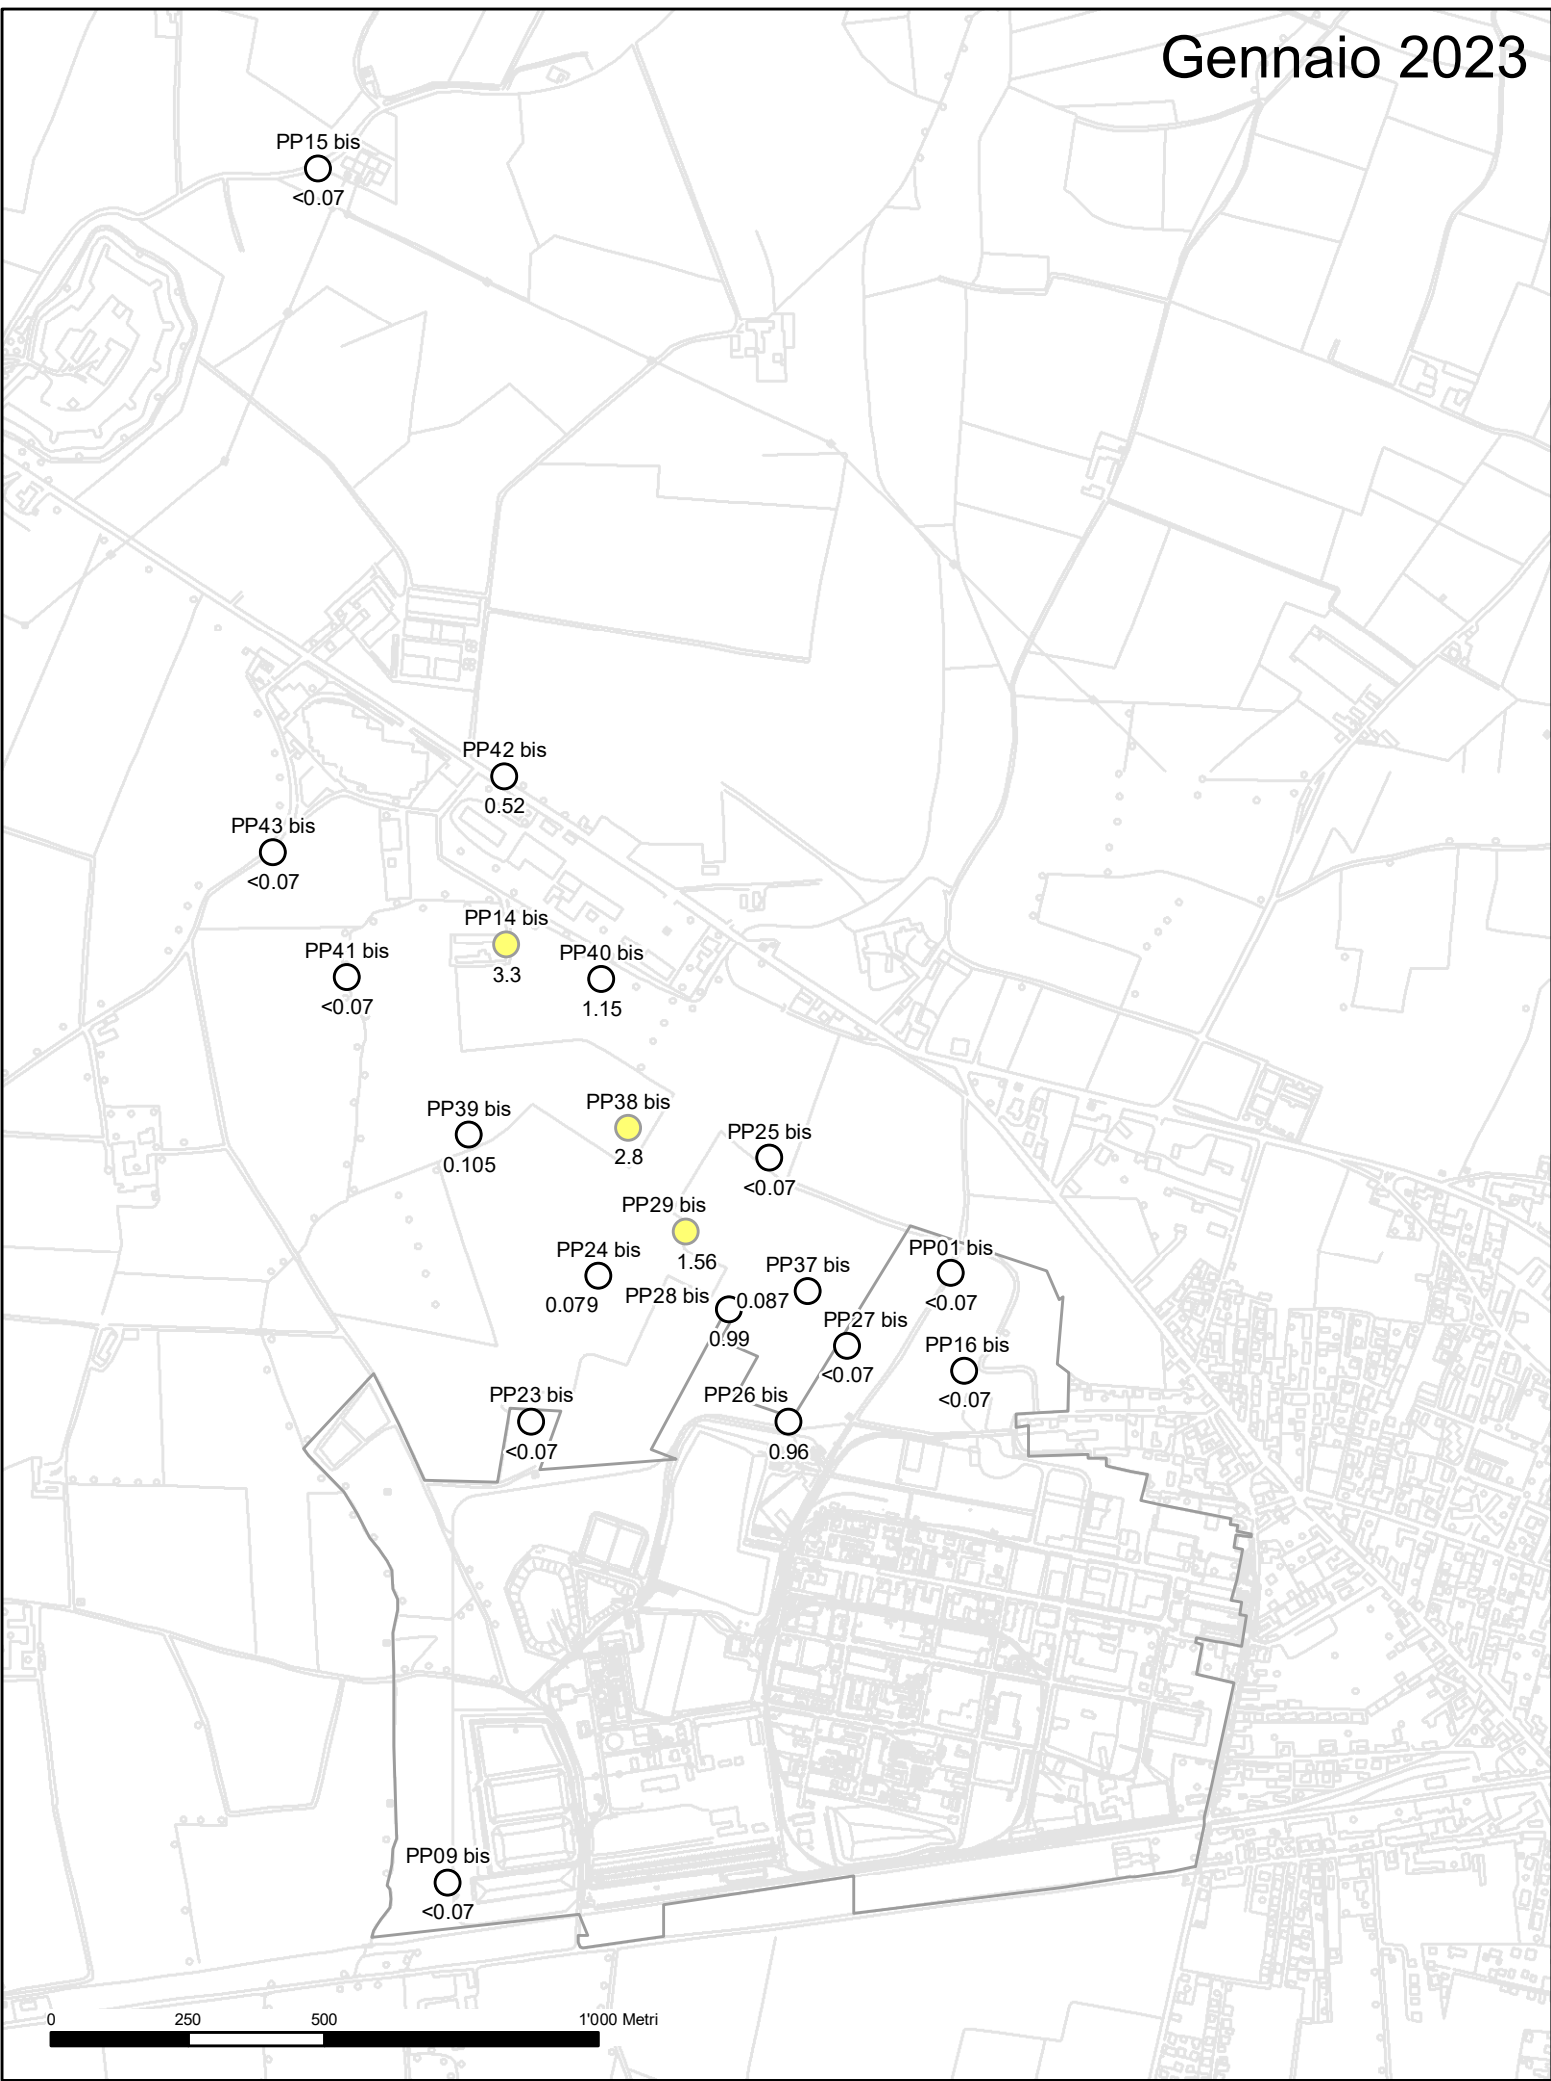 Gennaio 2023
PP15 bis
<0.07
PP42 bis
0.52
PP43 bis
<0.07
PP14 bis
3.3
PP41 bis
<0.07
PP40 bis
1.15
PP38 bis
2.8
PP39 bis
0.105
PP25 bis
<0.07
PP29 bis
1.56
PP24 bis
0.079
PP01 bis
<0.07
PP37 bis
0.087
PP28 bis
0.99
PP27 bis
<0.07
PP16 bis
<0.07
PP23 bis
<0.07
PP26 bis
0.96
PP09 bis
<0.07
0 250 500 1'000 Metri